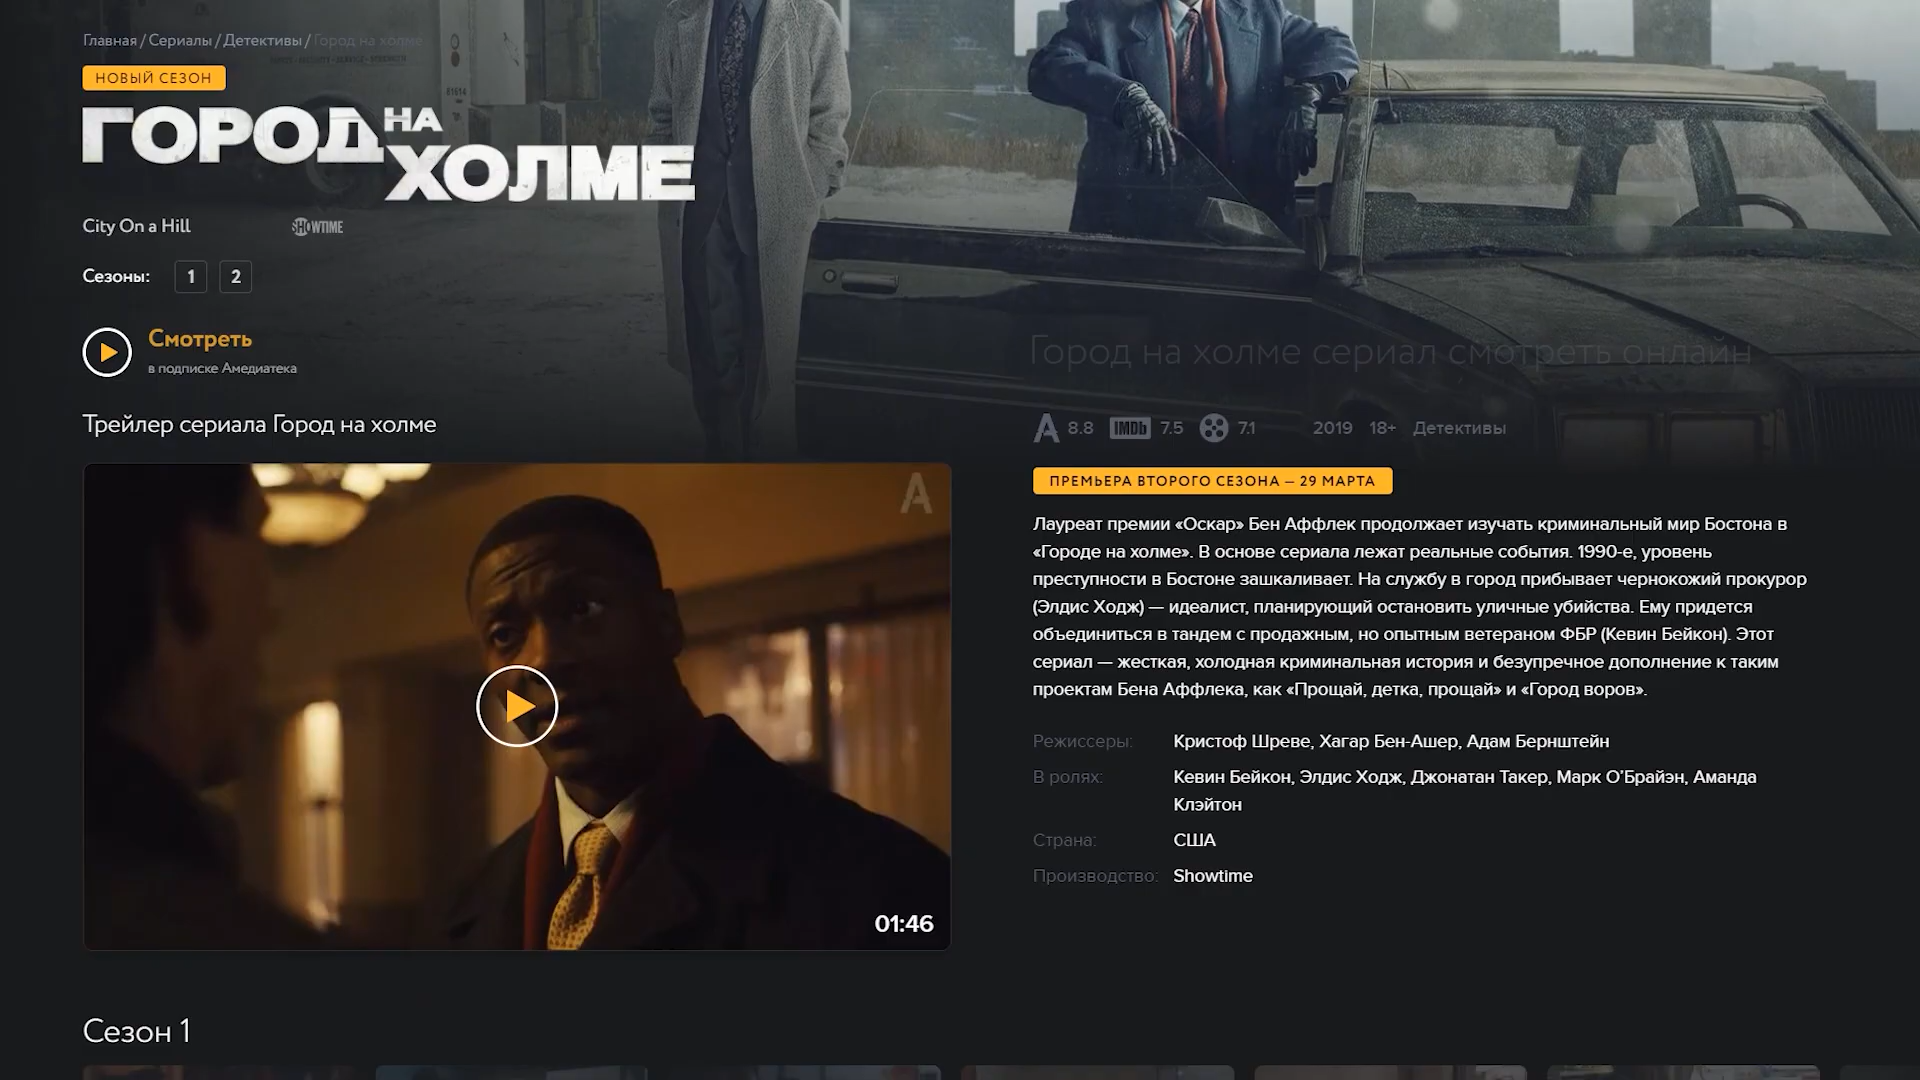 Главная / Сериалы / Детективы / Город на холме
НОВЫЙ СЕЗОН
ГОРОД НА
ХОЛМЕ
City On a Hill
SHOWTIME
Сезоны: 1 2
Смотреть
в подписке Амедиатека
Город на холме сериал смотреть онлайн
Трейлер сериала Город на холме
A 8.8 IMDb 7.5 7.1 2019 18+ Детективы
ПРЕМЬЕРА ВТОРОГО СЕЗОНА – 29 МАРТА
Лауреат премии «Оскар» Бен Аффлек продолжает изучать криминальный мир Бостона в
«Городе на холме». В основе сериала лежат реальные события. 1990-е, уровень
преступности в Бостоне зашкаливает. На службу в город прибывает чернокожий прокурор
(Элдис Ходж) — идеалист, планирующий остановить уличные убийства. Ему придется
объединиться в тандем с продажным, но опытным ветераном ФБР (Кевин Бейкон). Этот
сериал — жесткая, холодная криминальная история и безупречное дополнение к таким
проектам Бена Аффлека, как «Прощай, детка, прощай» и «Город воров».
Режиссеры: Кристоф Шреве, Хагар Бен-Ашер, Адам Бернштейн
В ролях: Кевин Бейкон, Элдис Ходж, Джонатан Такер, Марк О'Брайэн, Аманда
Клэйтон
Страна: США
Производство: Showtime
A
01:46
Сезон 1